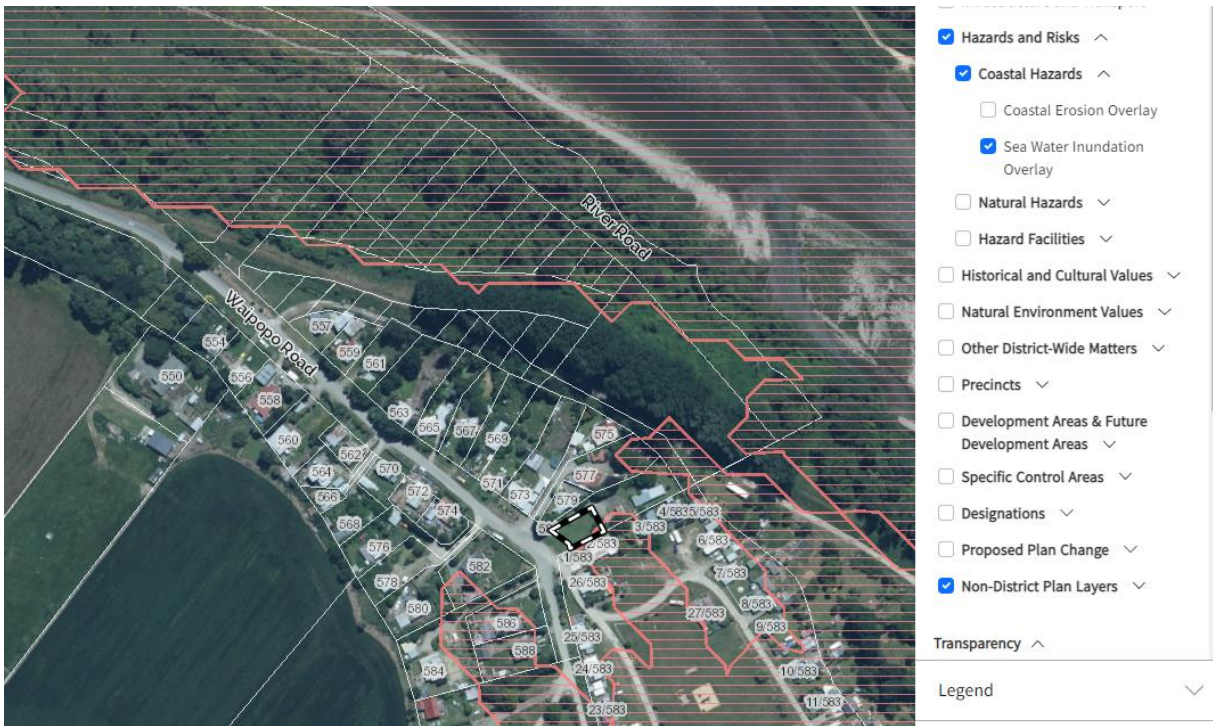 Hazards and Risks
Coastal Hazards
Coastal Erosion Overlay
Sea Water Inundation
Overlay
Natural Hazards
Hazard Facilities
Historical and Cultural Values
Natural Environment Values
Other District-Wide Matters
Precincts
Development Areas & Future
Development Areas
Specific Control Areas
Designations
Proposed Plan Change
Non-District Plan Layers
Transparency
Legend
River Road
Waipopo Road
557
554
559
561
550
556
558
563
565
560
567
569
575
562
564
570
577
571
566
572
573
579
574
568
4/583
5/583
3/583
6/583
2/583
1/583
576
582
7/583
26/583
578
8/583
580
27/583
9/583
586
25/583
588
584
24/583
10/583
23/583
11/583